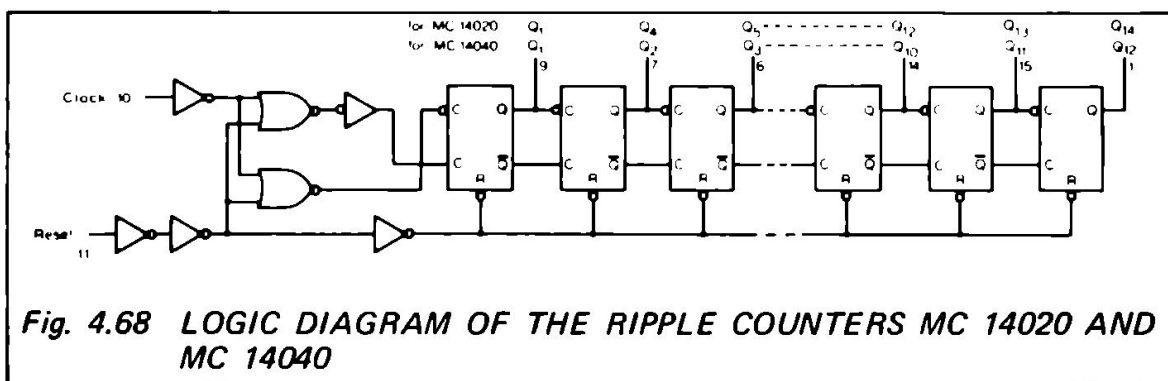 for MC 14020 Q1 Q4 Q5 Q12 Q13 Q14
for MC 14040 Q1 Q2 Q3 Q10 Q11 Q12
9 7 6 14 15 1
Clock 10
C Q C Q C Q C Q C Q C Q
C Q̅ C Q̅ C Q̅ C Q̅ C Q̅ C
R R R R R R
Reset 11
Fig. 4.68 LOGIC DIAGRAM OF THE RIPPLE COUNTERS MC 14020 AND
MC 14040